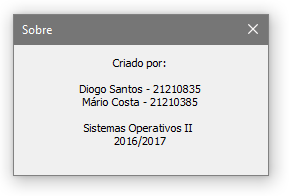 Sobre
Criado por:
Diogo Santos - 21210835
Mário Costa - 21210385
Sistemas Operativos II
2016/2017